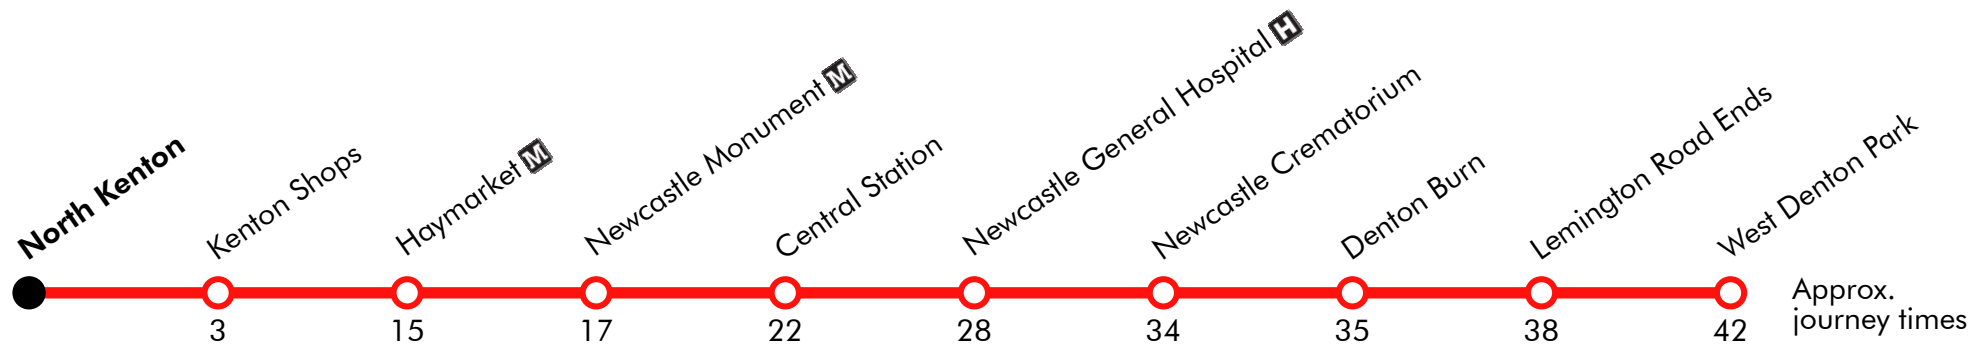 North Kenton
Kenton Shops
Haymarket M
Newcastle Monument M
Central Station
Newcastle General Hospital H
Newcastle Crematorium
Denton Burn
Lemington Road Ends
West Denton Park
3
15
17
22
28
34
35
38
42
Approx.
journey times